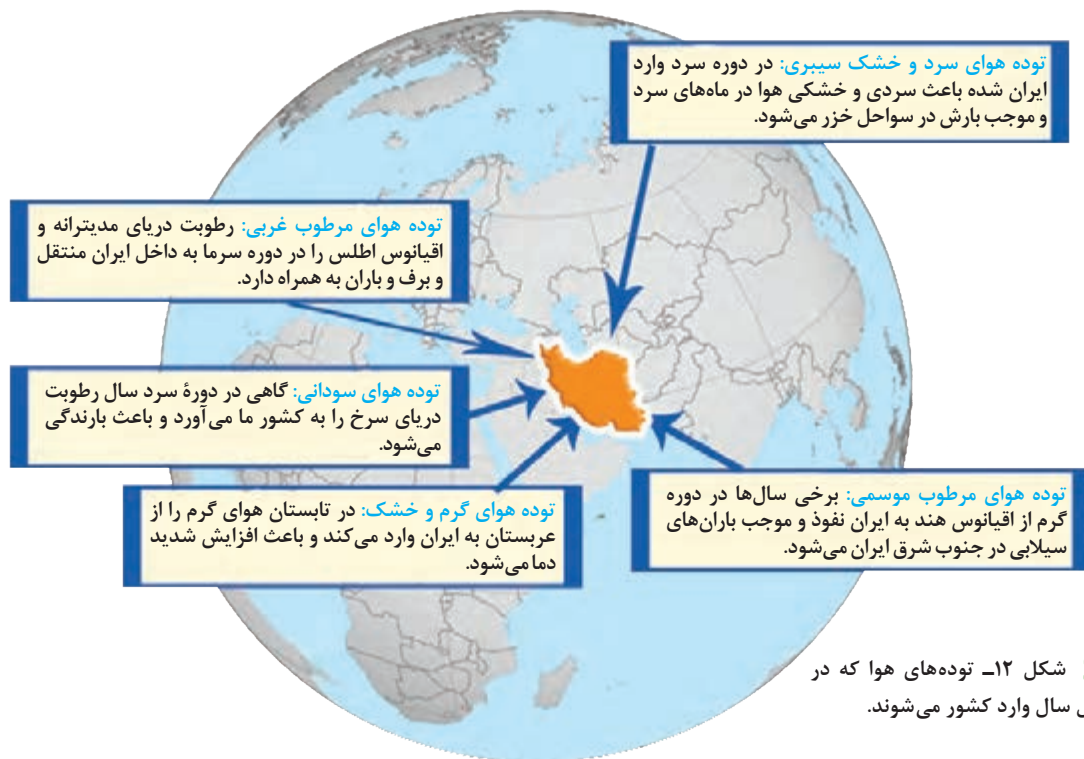 توده هوای سرد و خشک سیبری: در دوره سرد وارد
ایران شده باعث سردی و خشکی هوا در ماه‌های سرد
و موجب بارش در سواحل خزر می‌شود.
توده هوای مرطوب غربی: رطوبت دریای مدیترانه و
اقیانوس اطلس را در دوره سرما به داخل ایران منتقل
و برف و باران به همراه دارد.
توده هوای سودانی: گاهی در دورهٔ سرد سال رطوبت
دریای سرخ را به کشور ما می‌آورد و باعث بارندگی
می‌شود.
توده هوای گرم و خشک: در تابستان هوای گرم را از
عربستان به ایران وارد می‌کند و باعث افزایش شدید
دما می‌شود.
توده هوای مرطوب موسمی: برخی سال‌ها در دوره
گرم از اقیانوس هند به ایران نفوذ و موجب باران‌های
سیلابی در جنوب شرق ایران می‌شود.
شکل ۱۲ــ توده‌های هوا که در
سال وارد کشور می‌شوند.